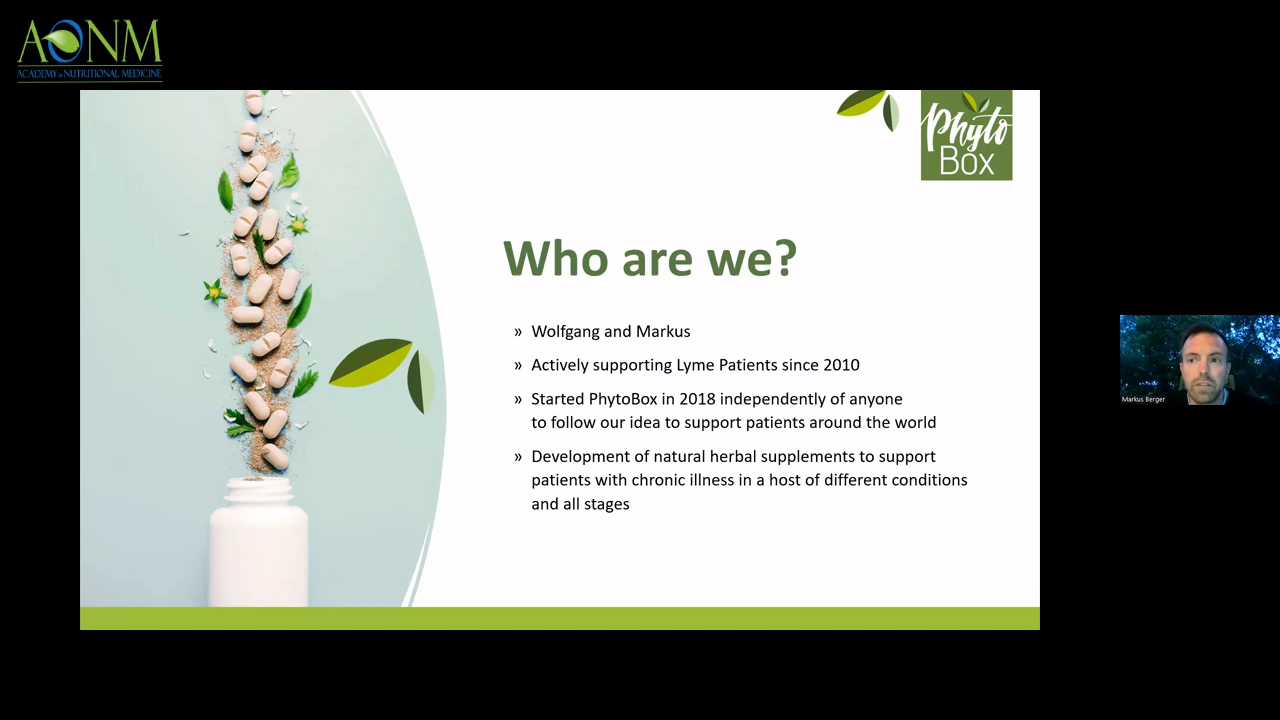 AONM
ACADEMY of NUTRITIONAL MEDICINE
Phyto
Box
Who are we?
» Wolfgang and Markus
» Actively supporting Lyme Patients since 2010
» Started PhytoBox in 2018 independently of anyone
to follow our idea to support patients around the world
» Development of natural herbal supplements to support
patients with chronic illness in a host of different conditions
and all stages
Markus Berger